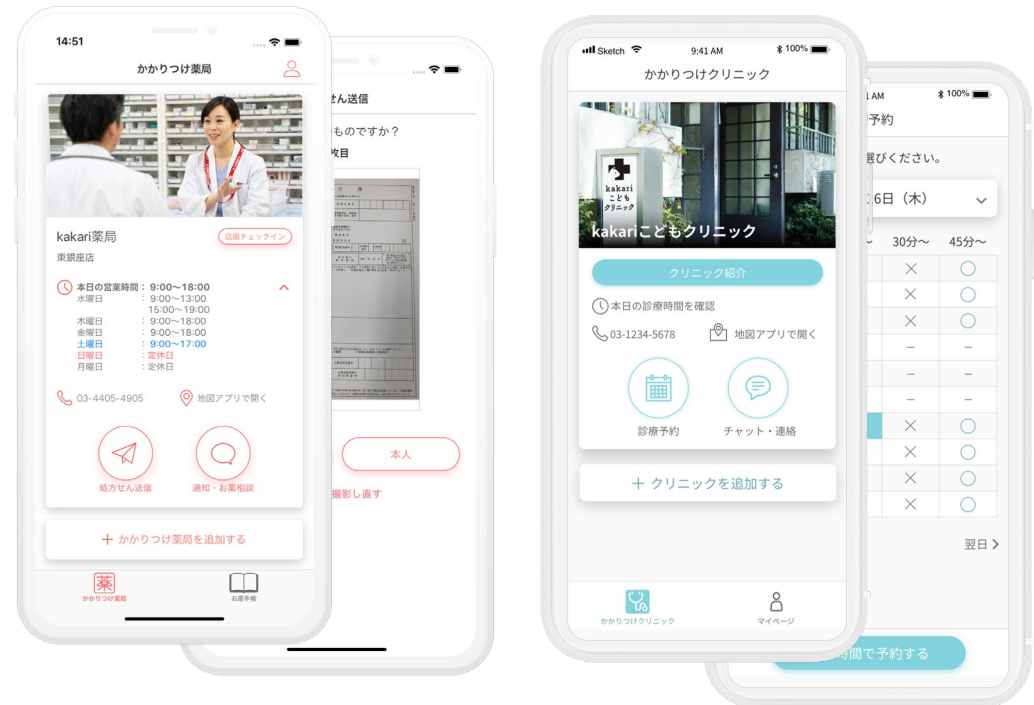 14:51
かかりつけ薬局
kakari薬局
店頭チェックイン
東銀座店
本日の営業時間： 9:00〜18:00
水曜日 : 9:00〜13:00
15:00〜19:00
木曜日 : 9:00〜18:00
金曜日 : 9:00〜18:00
土曜日 : 9:00〜17:00
日曜日 : 定休日
月曜日 : 定休日
03-4405-4905
地図アプリで開く
処方せん送信
通知・お薬相談
＋ かかりつけ薬局を追加する
薬
かかりつけ薬局
お薬手帳
せん送信
ものですか？
枚目
本人
撮影し直す
Sketch
9:41 AM
100%
かかりつけクリニック
kakari
こども
クリニック
kakariこどもクリニック
クリニック紹介
本日の診療時間を確認
03-1234-5678
地図アプリで開く
診療予約
チャット・連絡
＋ クリニックを追加する
かかりつけクリニック
マイページ
AM
100%
予約
選びください。
6日（木）
〜 30分〜 45分〜
× ○
× ○
× ○
− −
− −
− −
× ○
× ○
× ○
× ○
翌日
時間で予約する